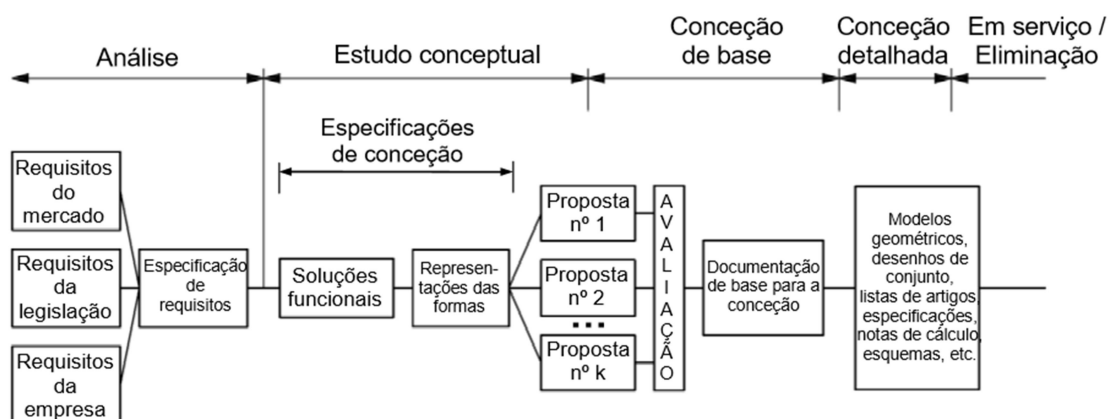 Análise
Estudo conceptual
Conceção
de base
Conceção
detalhada
Em serviço /
Eliminação
Especificações
de conceção
Requisitos
do
mercado
Requisitos
da
legislação
Requisitos
da
empresa
Especificação
de
requisitos
Soluções
funcionais
Represen-
tações das
formas
Proposta
nº 1
Proposta
nº 2
...
Proposta
nº k
A
V
A
L
I
A
Ç
Ã
O
Documentação
de base para a
conceção
Modelos
geométricos,
desenhos de
conjunto,
listas de artigos,
especificações,
notas de cálculo,
esquemas, etc.